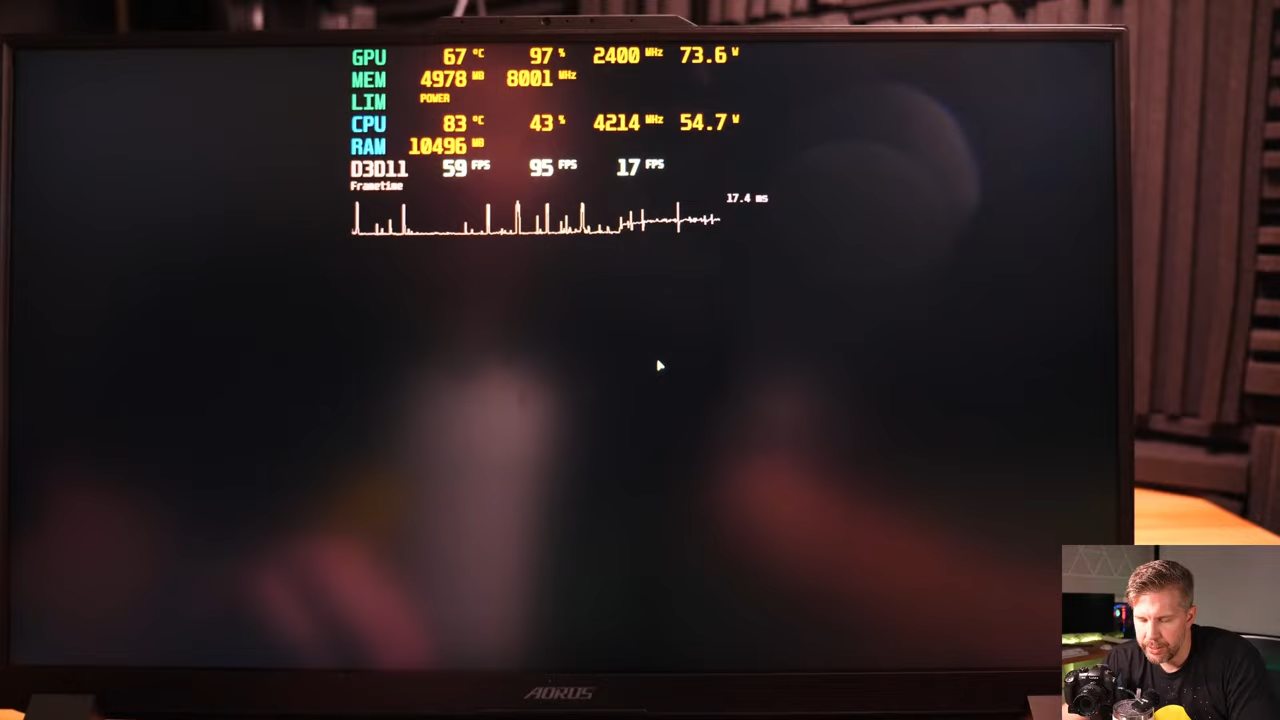 GPU 67 °C 97 % 2400 MHz 73.6 W
MEM 4978 MB 8001 MHz
LIM POWER
CPU 83 °C 43 % 4214 MHz 54.7 W
RAM 10496 MB
D3D11 59 FPS 95 FPS 17 FPS
Frametime
17.4 ms
AORUS